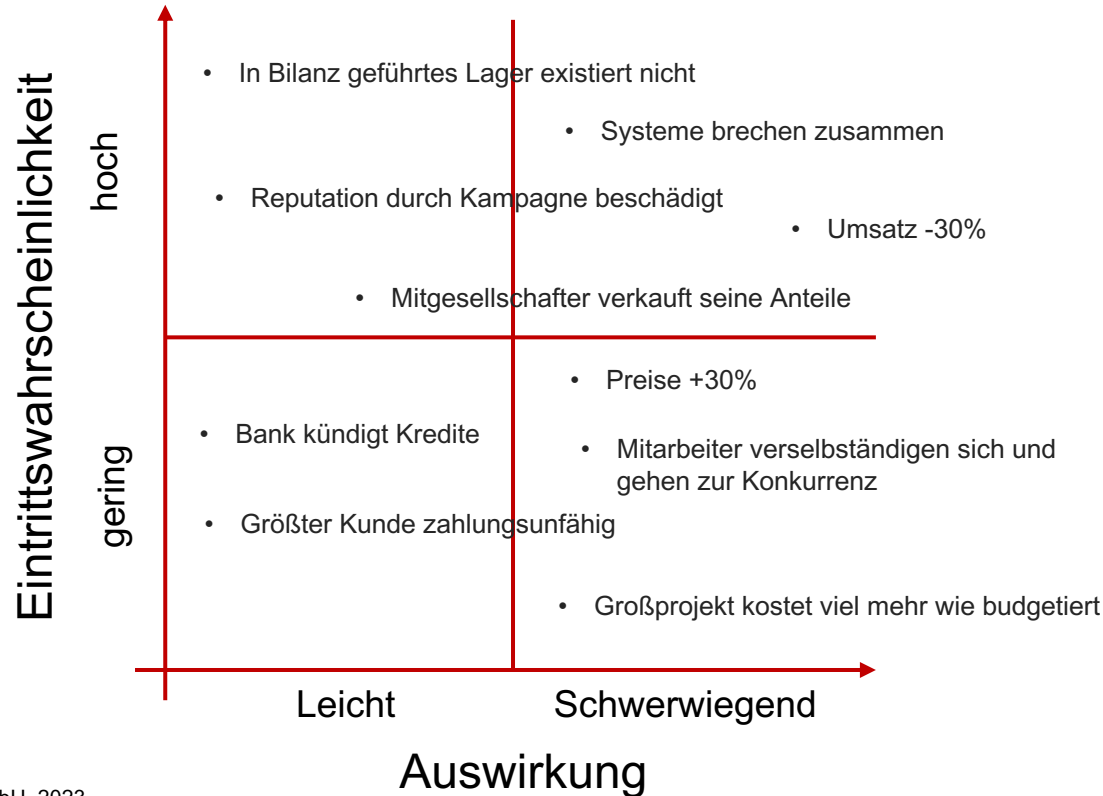 Eintrittswahrscheinlichkeit
hoch
gering
• In Bilanz geführtes Lager existiert nicht
• Systeme brechen zusammen
• Reputation durch Kampagne beschädigt
• Umsatz -30%
• Mitgesellschafter verkauft seine Anteile
• Preise +30%
• Bank kündigt Kredite
• Mitarbeiter verselbständigen sich und
gehen zur Konkurrenz
• Größter Kunde zahlungsunfähig
• Großprojekt kostet viel mehr wie budgetiert
Leicht
Schwerwiegend
Auswirkung
2023